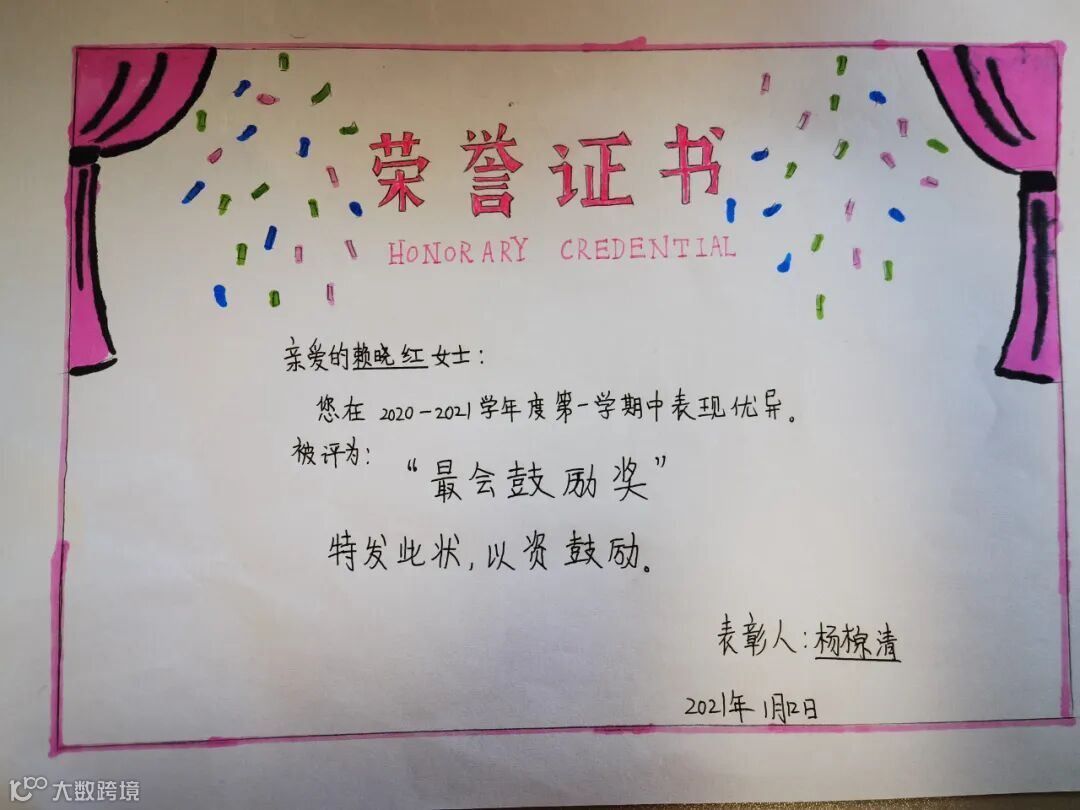 荣誉证书
HONORARY CREDENTIAL
亲爱的赖晓红女士:
您在2020-2021学年度第一学期中表现优异。
被评为:
“最会鼓励奖”
特发此状,以资鼓励。
表彰人:杨椋清
2021年1月12日
大数跨境